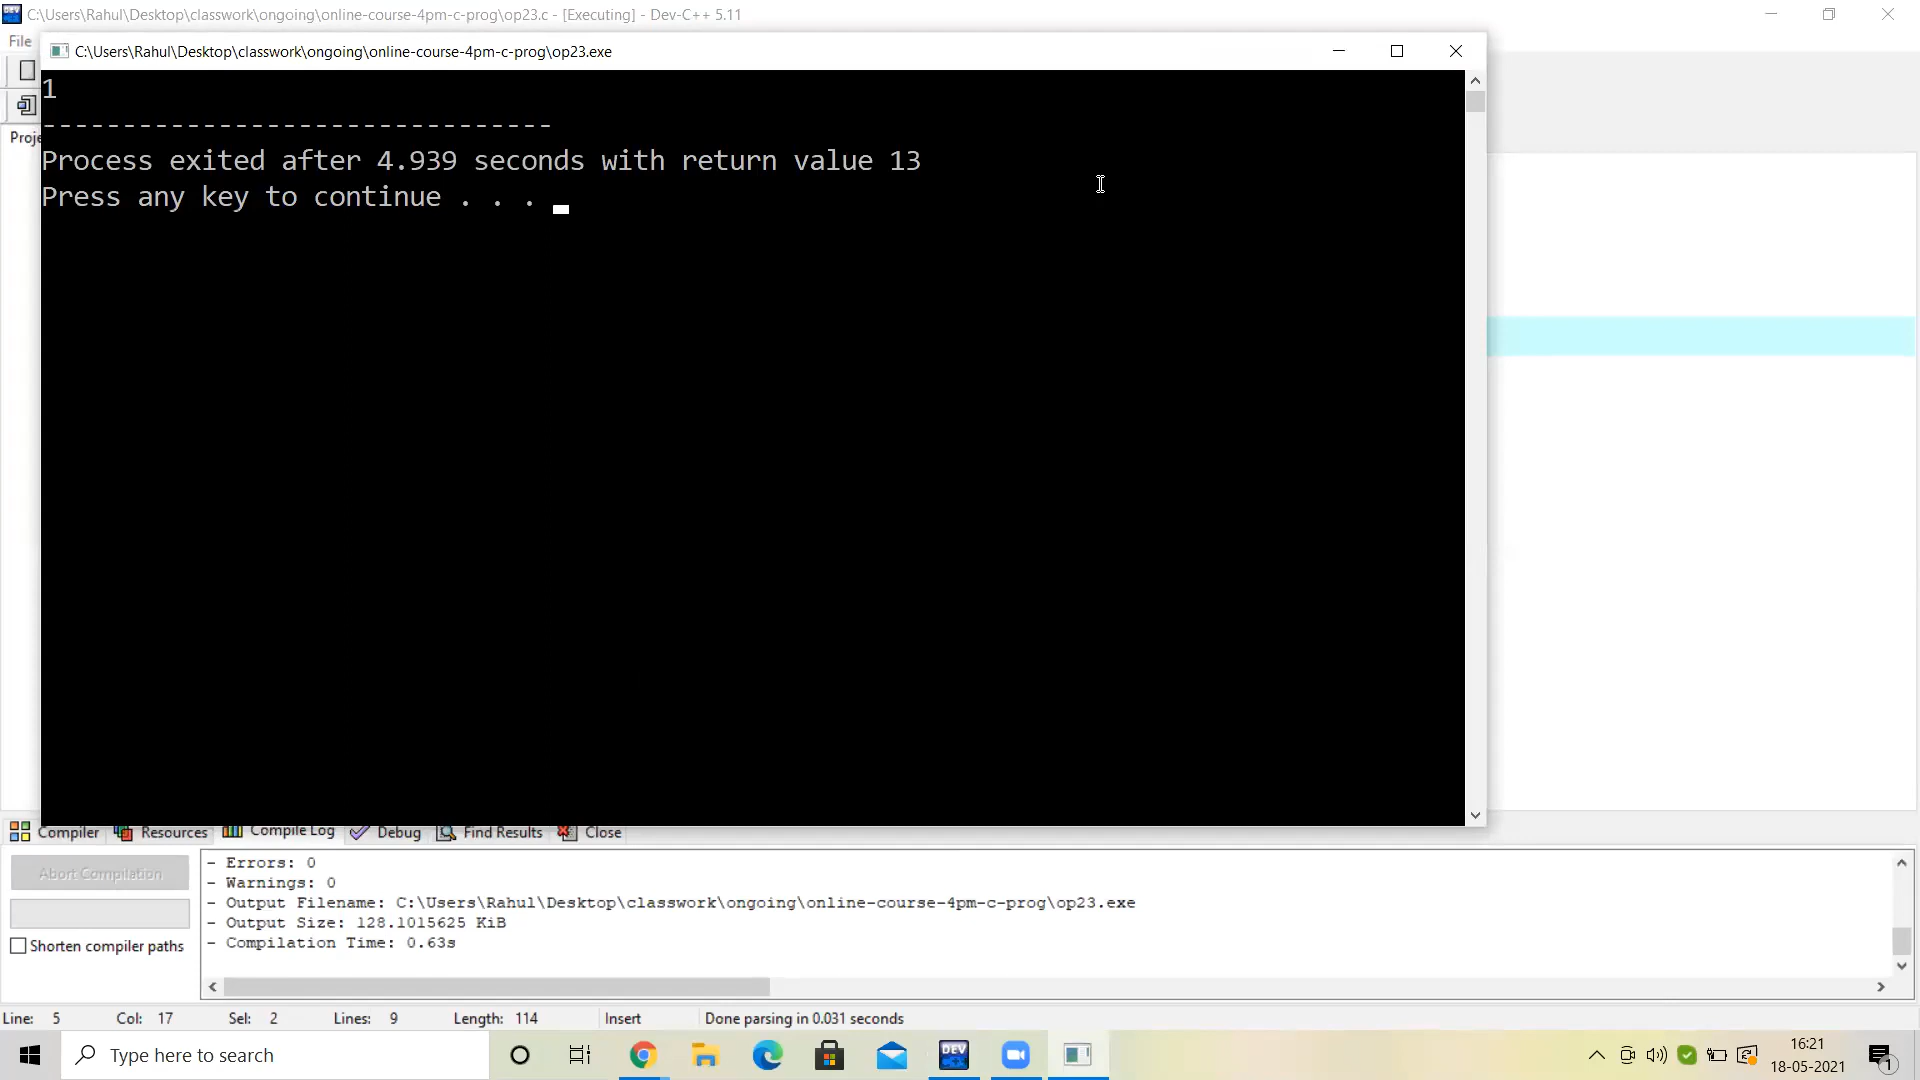 C:\Users\Rahul\Desktop\classwork\ongoing\online-course-4pm-c-prog\op23.c - [Executing] - Dev-C++ 5.11
File
C:\Users\Rahul\Desktop\classwork\ongoing\online-course-4pm-c-prog\op23.exe
Proje
1
--------------------------------
Process exited after 4.939 seconds with return value 13
Press any key to continue . . .
Compiler Resources Compile Log Debug Find Results Close
Abort Compilation
Shorten compiler paths
- Errors: 0
- Warnings: 0
- Output Filename: C:\Users\Rahul\Desktop\classwork\ongoing\online-course-4pm-c-prog\op23.exe
- Output Size: 128.1015625 KiB
- Compilation Time: 0.63s
Line: 5 Col: 17 Sel: 2 Lines: 9 Length: 114 Insert Done parsing in 0.031 seconds
Type here to search
DEV
16:21
18-05-2021
1